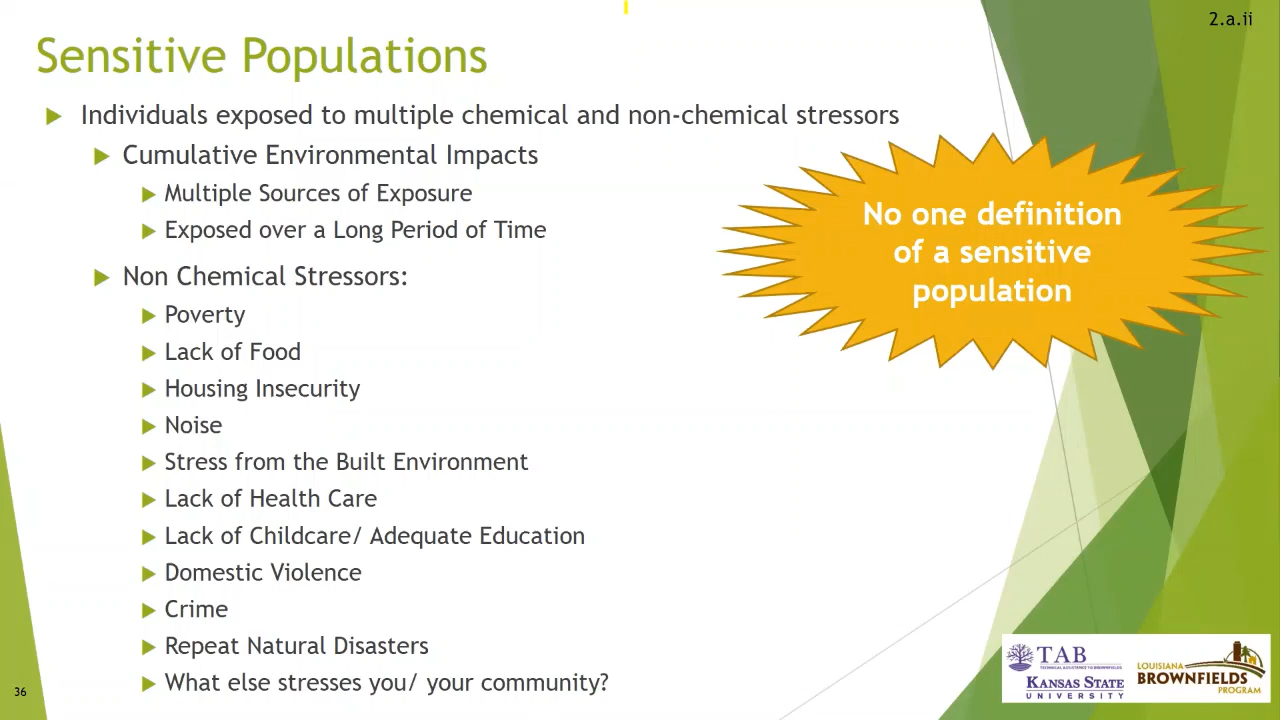 2.a.ii
Sensitive Populations
Individuals exposed to multiple chemical and non-chemical stressors
Cumulative Environmental Impacts
Multiple Sources of Exposure
Exposed over a Long Period of Time
Non Chemical Stressors:
Poverty
Lack of Food
Housing Insecurity
Noise
Stress from the Built Environment
Lack of Health Care
Lack of Childcare/ Adequate Education
Domestic Violence
Crime
Repeat Natural Disasters
What else stresses you/ your community?
No one definition
of a sensitive
population
36
TAB
TECHNICAL ASSISTANCE TO BROWNFIELDS
KANSAS STATE
UNIVERSITY
LOUISIANA
BROWNFIELDS
PROGRAM